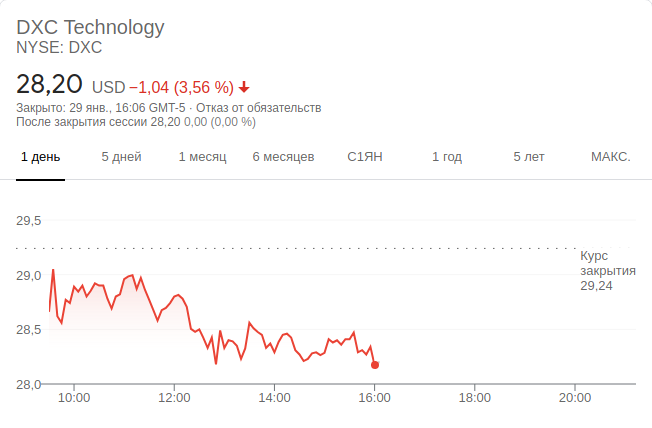 DXC Technology
NYSE: DXC
28,20 USD −1,04 (3,56 %)
Закрыто: 29 янв., 16:06 GMT-5 · Отказ от обязательств
После закрытия сессии 28,20 0,00 (0,00 %)
1 день 5 дней 1 месяц 6 месяцев С1ЯН 1 год 5 лет МАКС.
29,5
Курс
закрытия
29,24
29,0
28,5
28,0
10:00 12:00 14:00 16:00 18:00 20:00